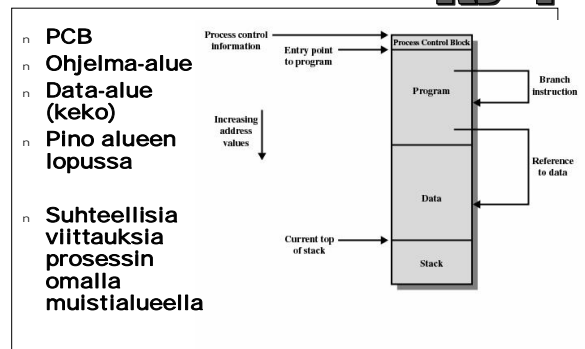 n PCB
n Ohjelma-alue
n Data-alue
(keko)
n Pino alueen
lopussa
n Suhteellisia
viittauksia
prosessin
omalla
muistialueella
Process control
information
Entry point
to program
Process Control Block
Program
Branch
instruction
Increasing
address
values
Reference
to data
Data
Current top
of stack
Stack